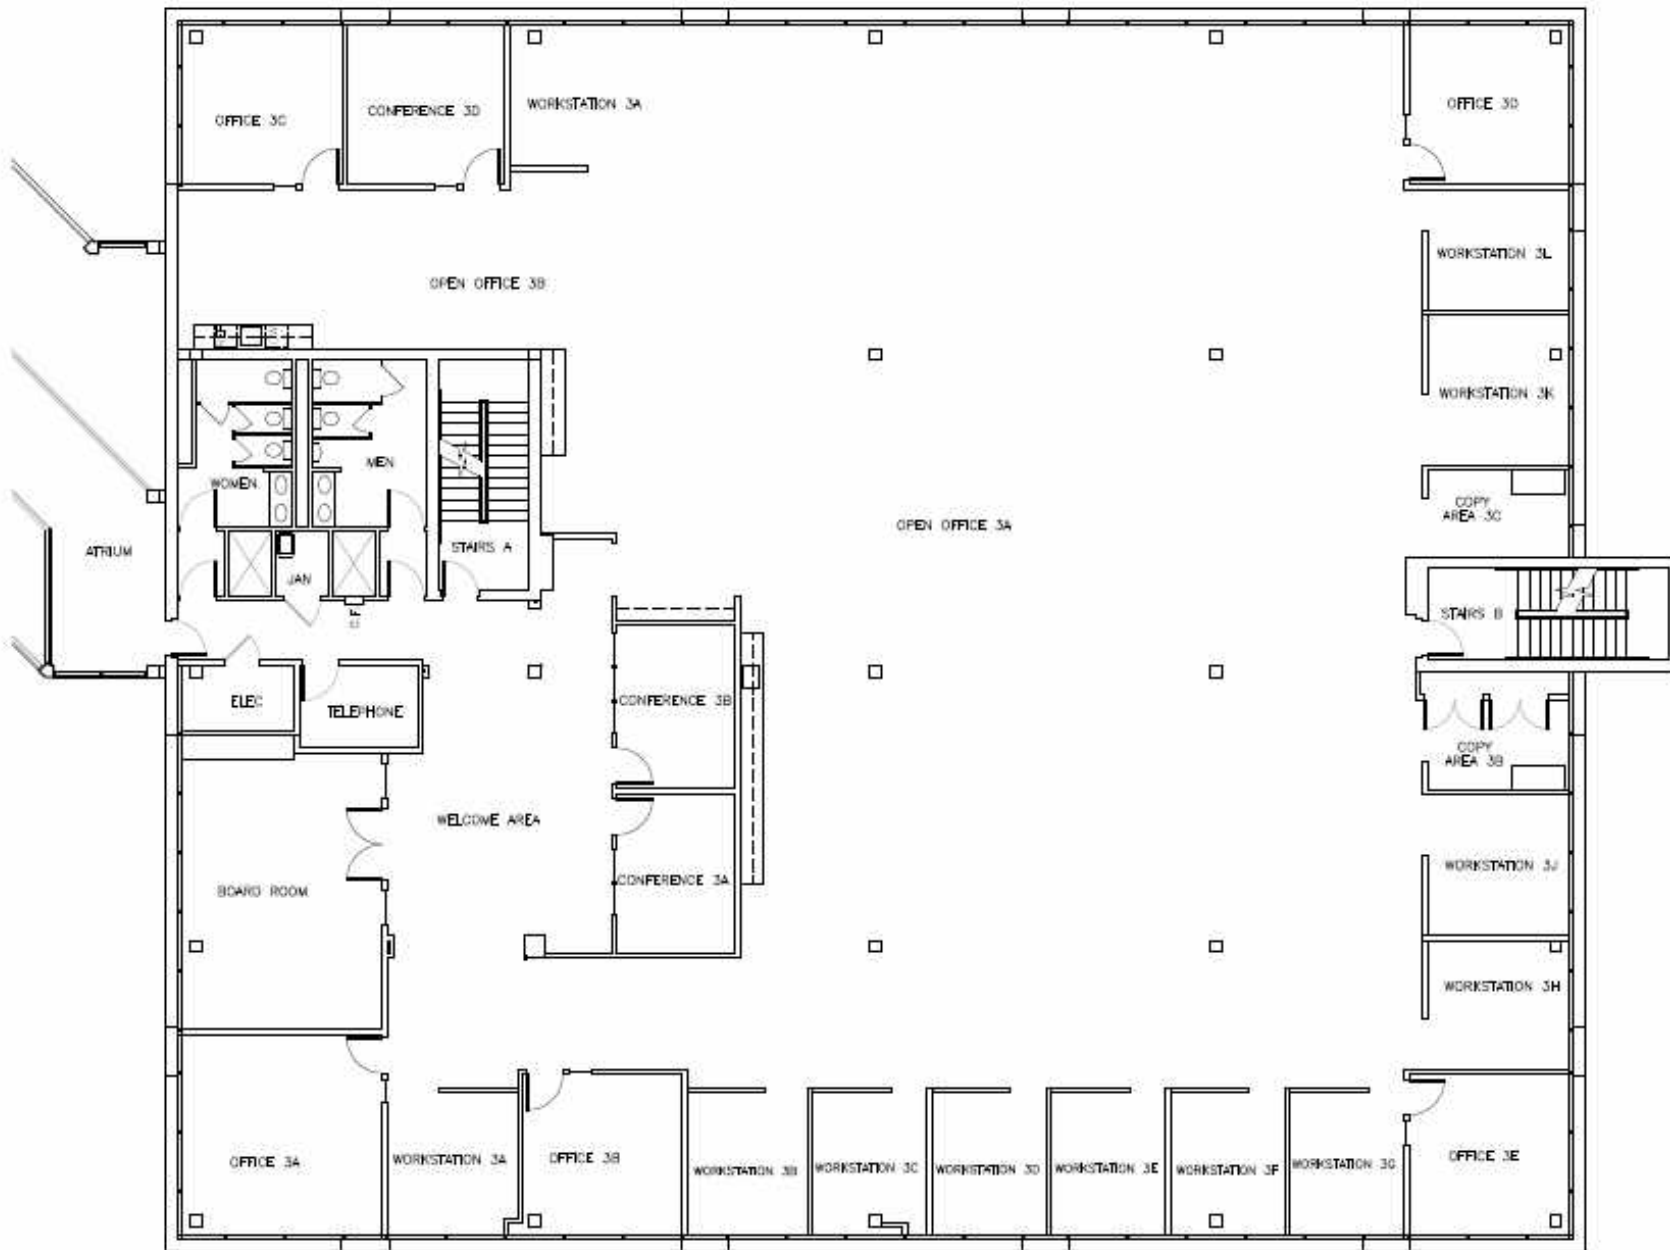 OFFICE 3C
CONFERENCE 3D
WORKSTATION 3A
OFFICE 3D
WORKSTATION 3L
OPEN OFFICE 3B
WORKSTATION 3K
MEN
WOMEN
COPY
AREA 3C
OPEN OFFICE 3A
ATRIUM
STAIRS A
JAN
STAIRS B
ELEC
TELEPHONE
CONFERENCE 3B
COPY
AREA 3B
WELCOME AREA
WORKSTATION 3J
CONFERENCE 3A
BOARD ROOM
WORKSTATION 3H
OFFICE 3A
WORKSTATION 3A
OFFICE 3B
WORKSTATION 3B
WORKSTATION 3C
WORKSTATION 3D
WORKSTATION 3E
WORKSTATION 3F
WORKSTATION 3G
OFFICE 3E